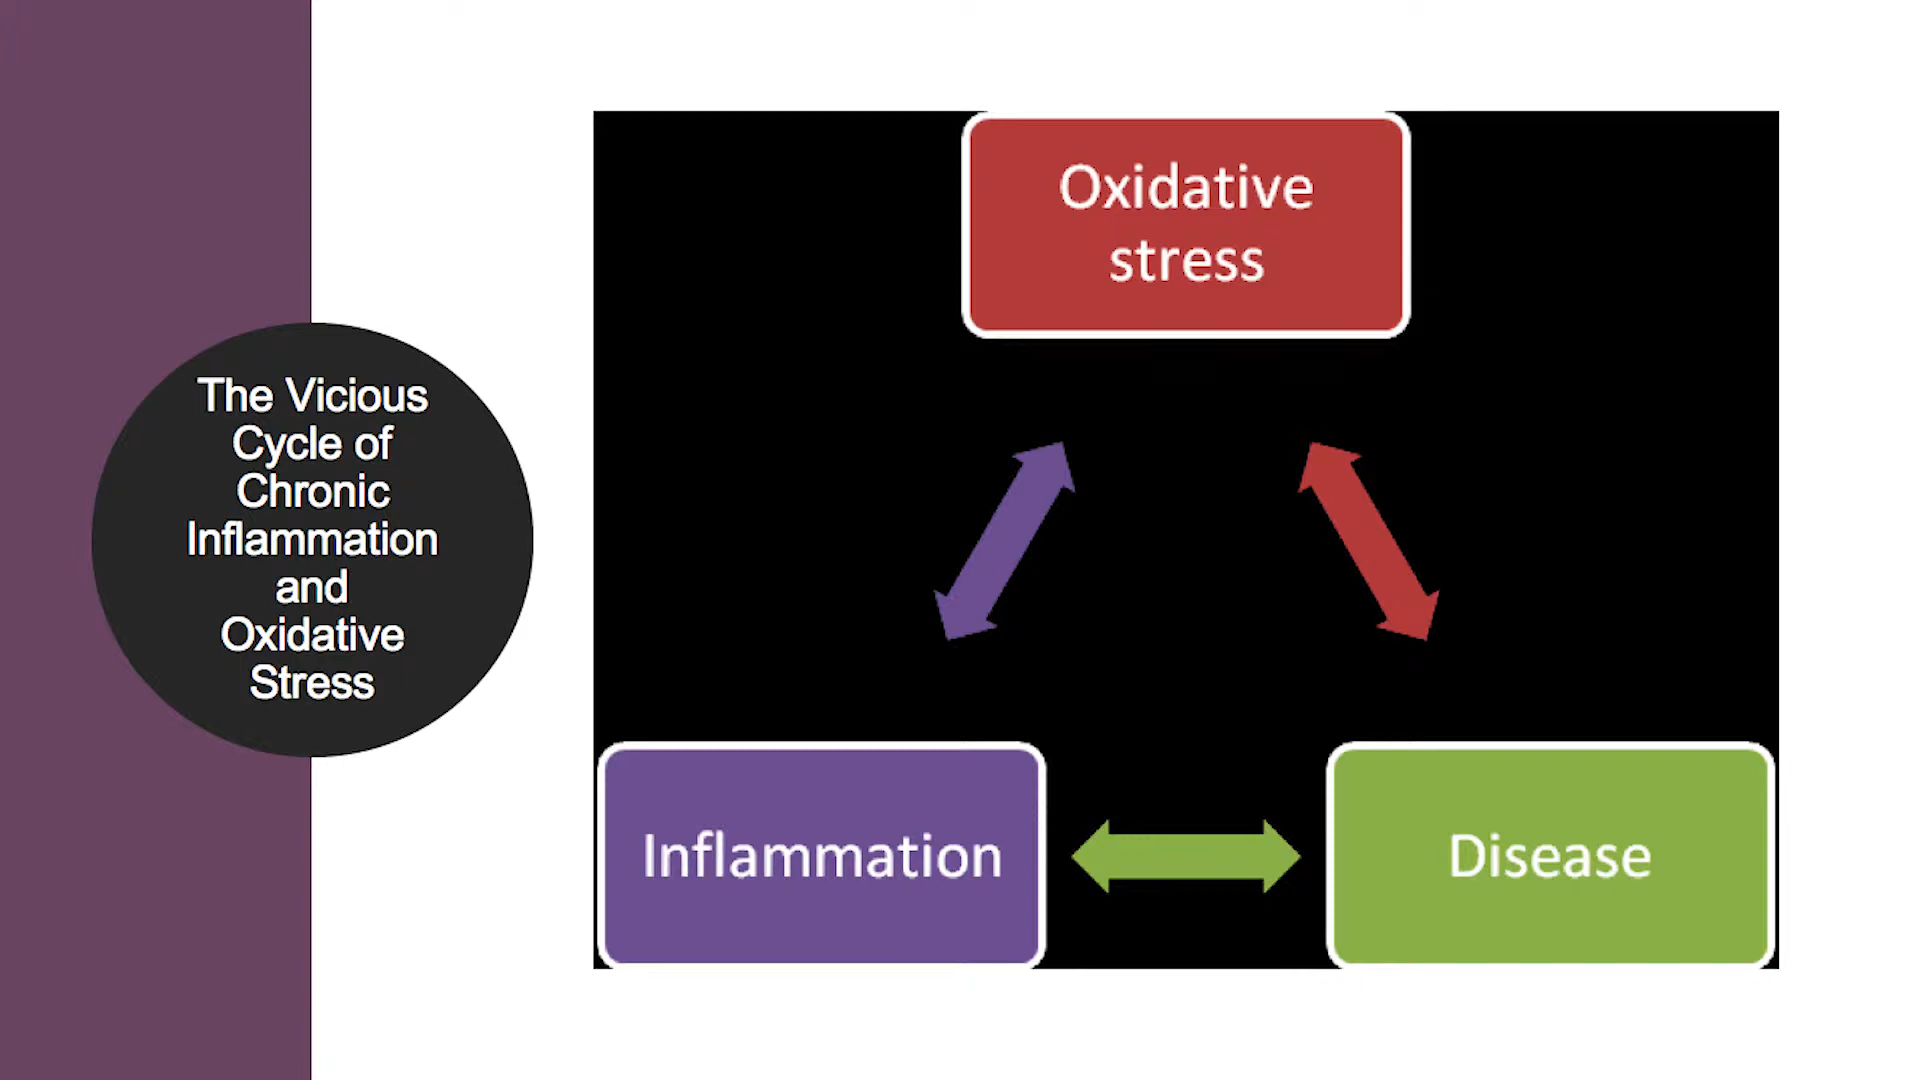 The Vicious
Cycle of
Chronic
Inflammation
and
Oxidative
Stress
Oxidative
stress
Inflammation
Disease